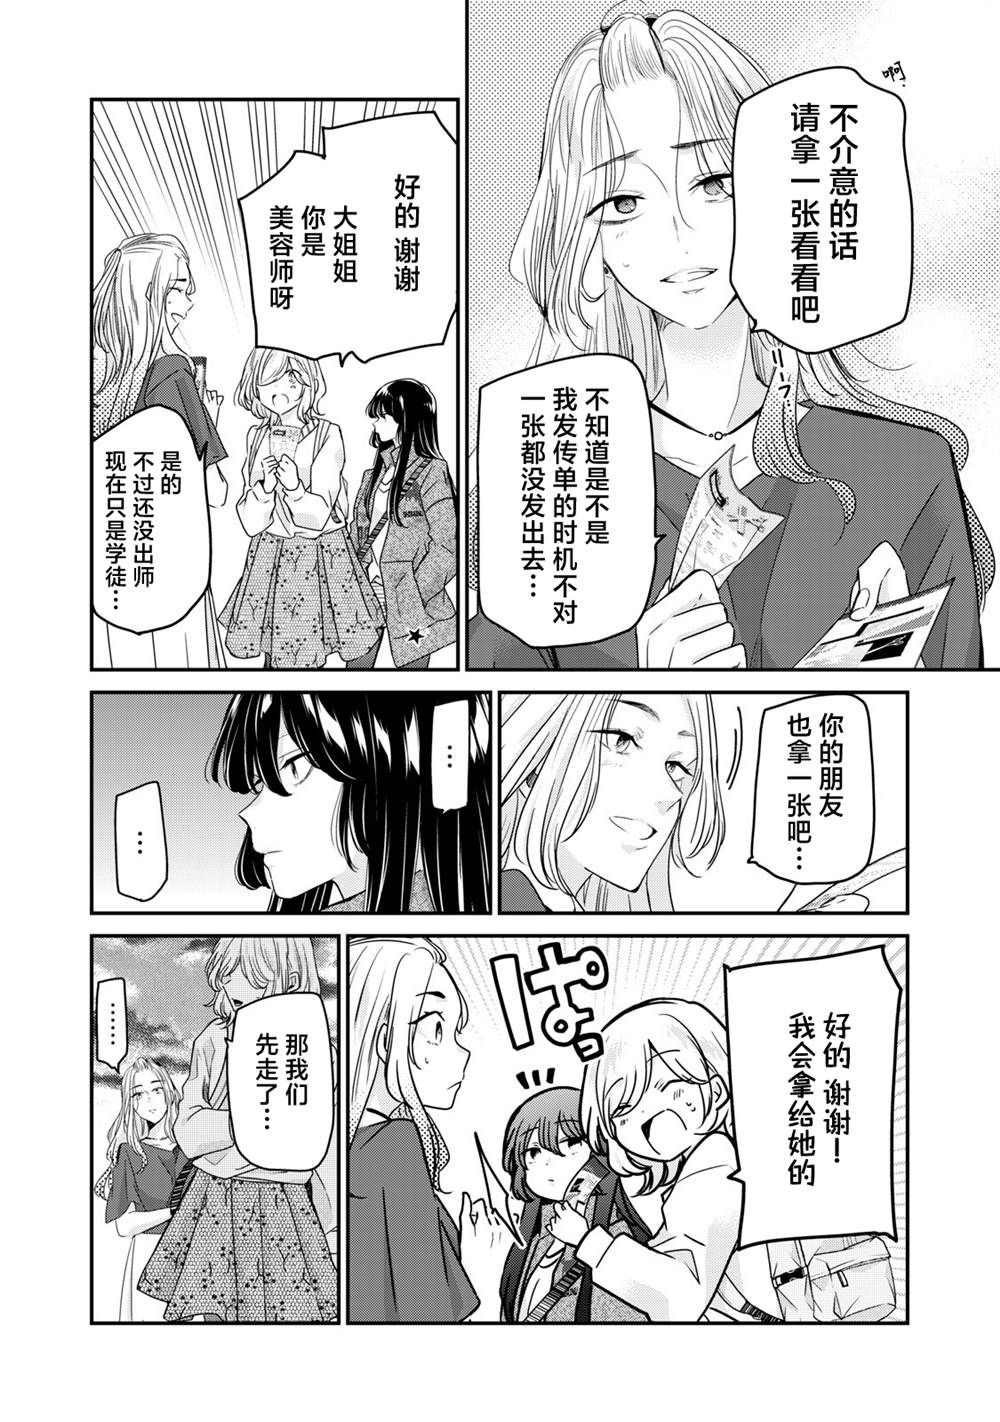 啊?
不介意的话
请拿一张看看吧
不知道是不是
我发传单的时机不对
一张都没发出去…
好的 谢谢
大姐姐
你是
美容师呀
是的
不过还没出师
现在只是学徒…
你的朋友
也拿一张吧…
…
…
好的 谢谢!
我会拿给她的
ぱっ
那我们
先走了…
……